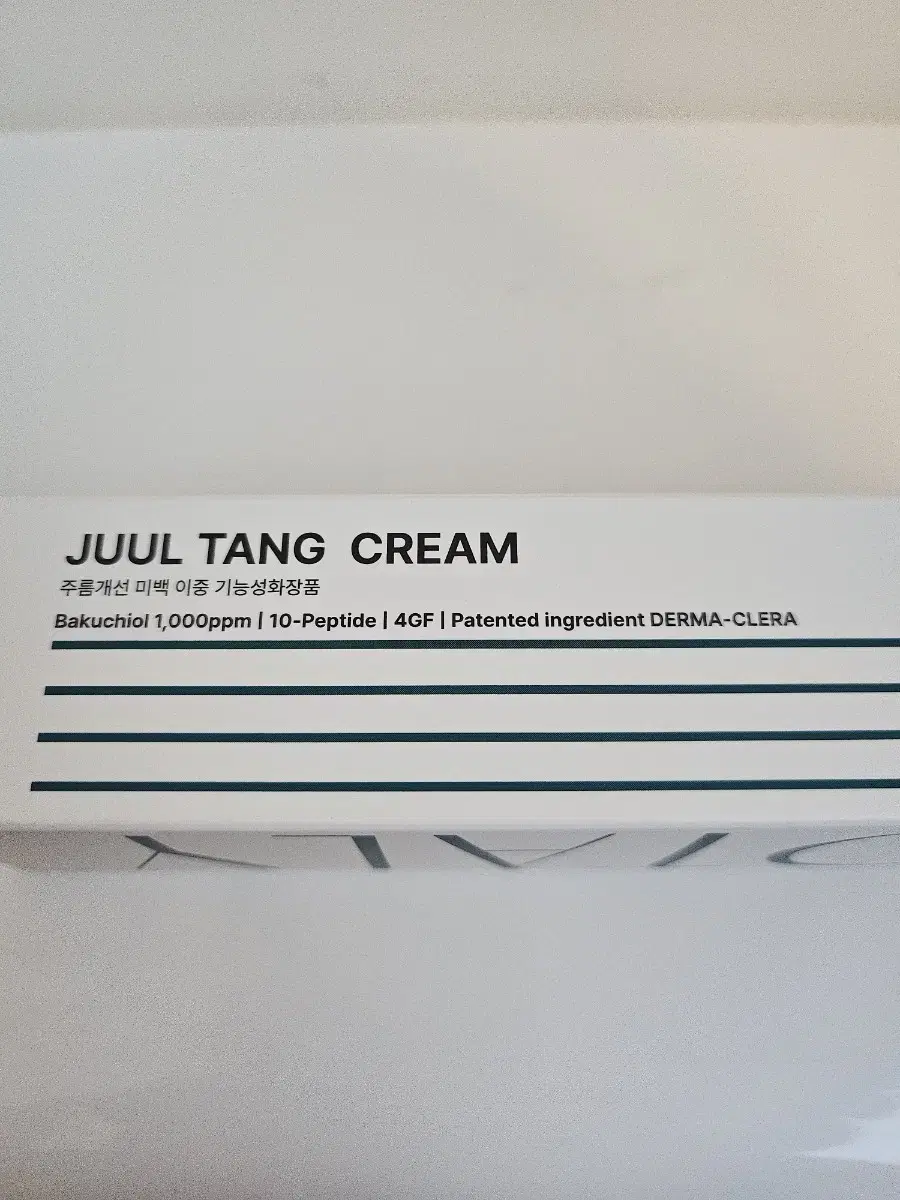 JUUL TANG CREAM
주름개선 미백 이중 기능성화장품
Bakuchiol 1,000ppm | 10-Peptide | 4GF | Patented ingredient DERMA-CLERA